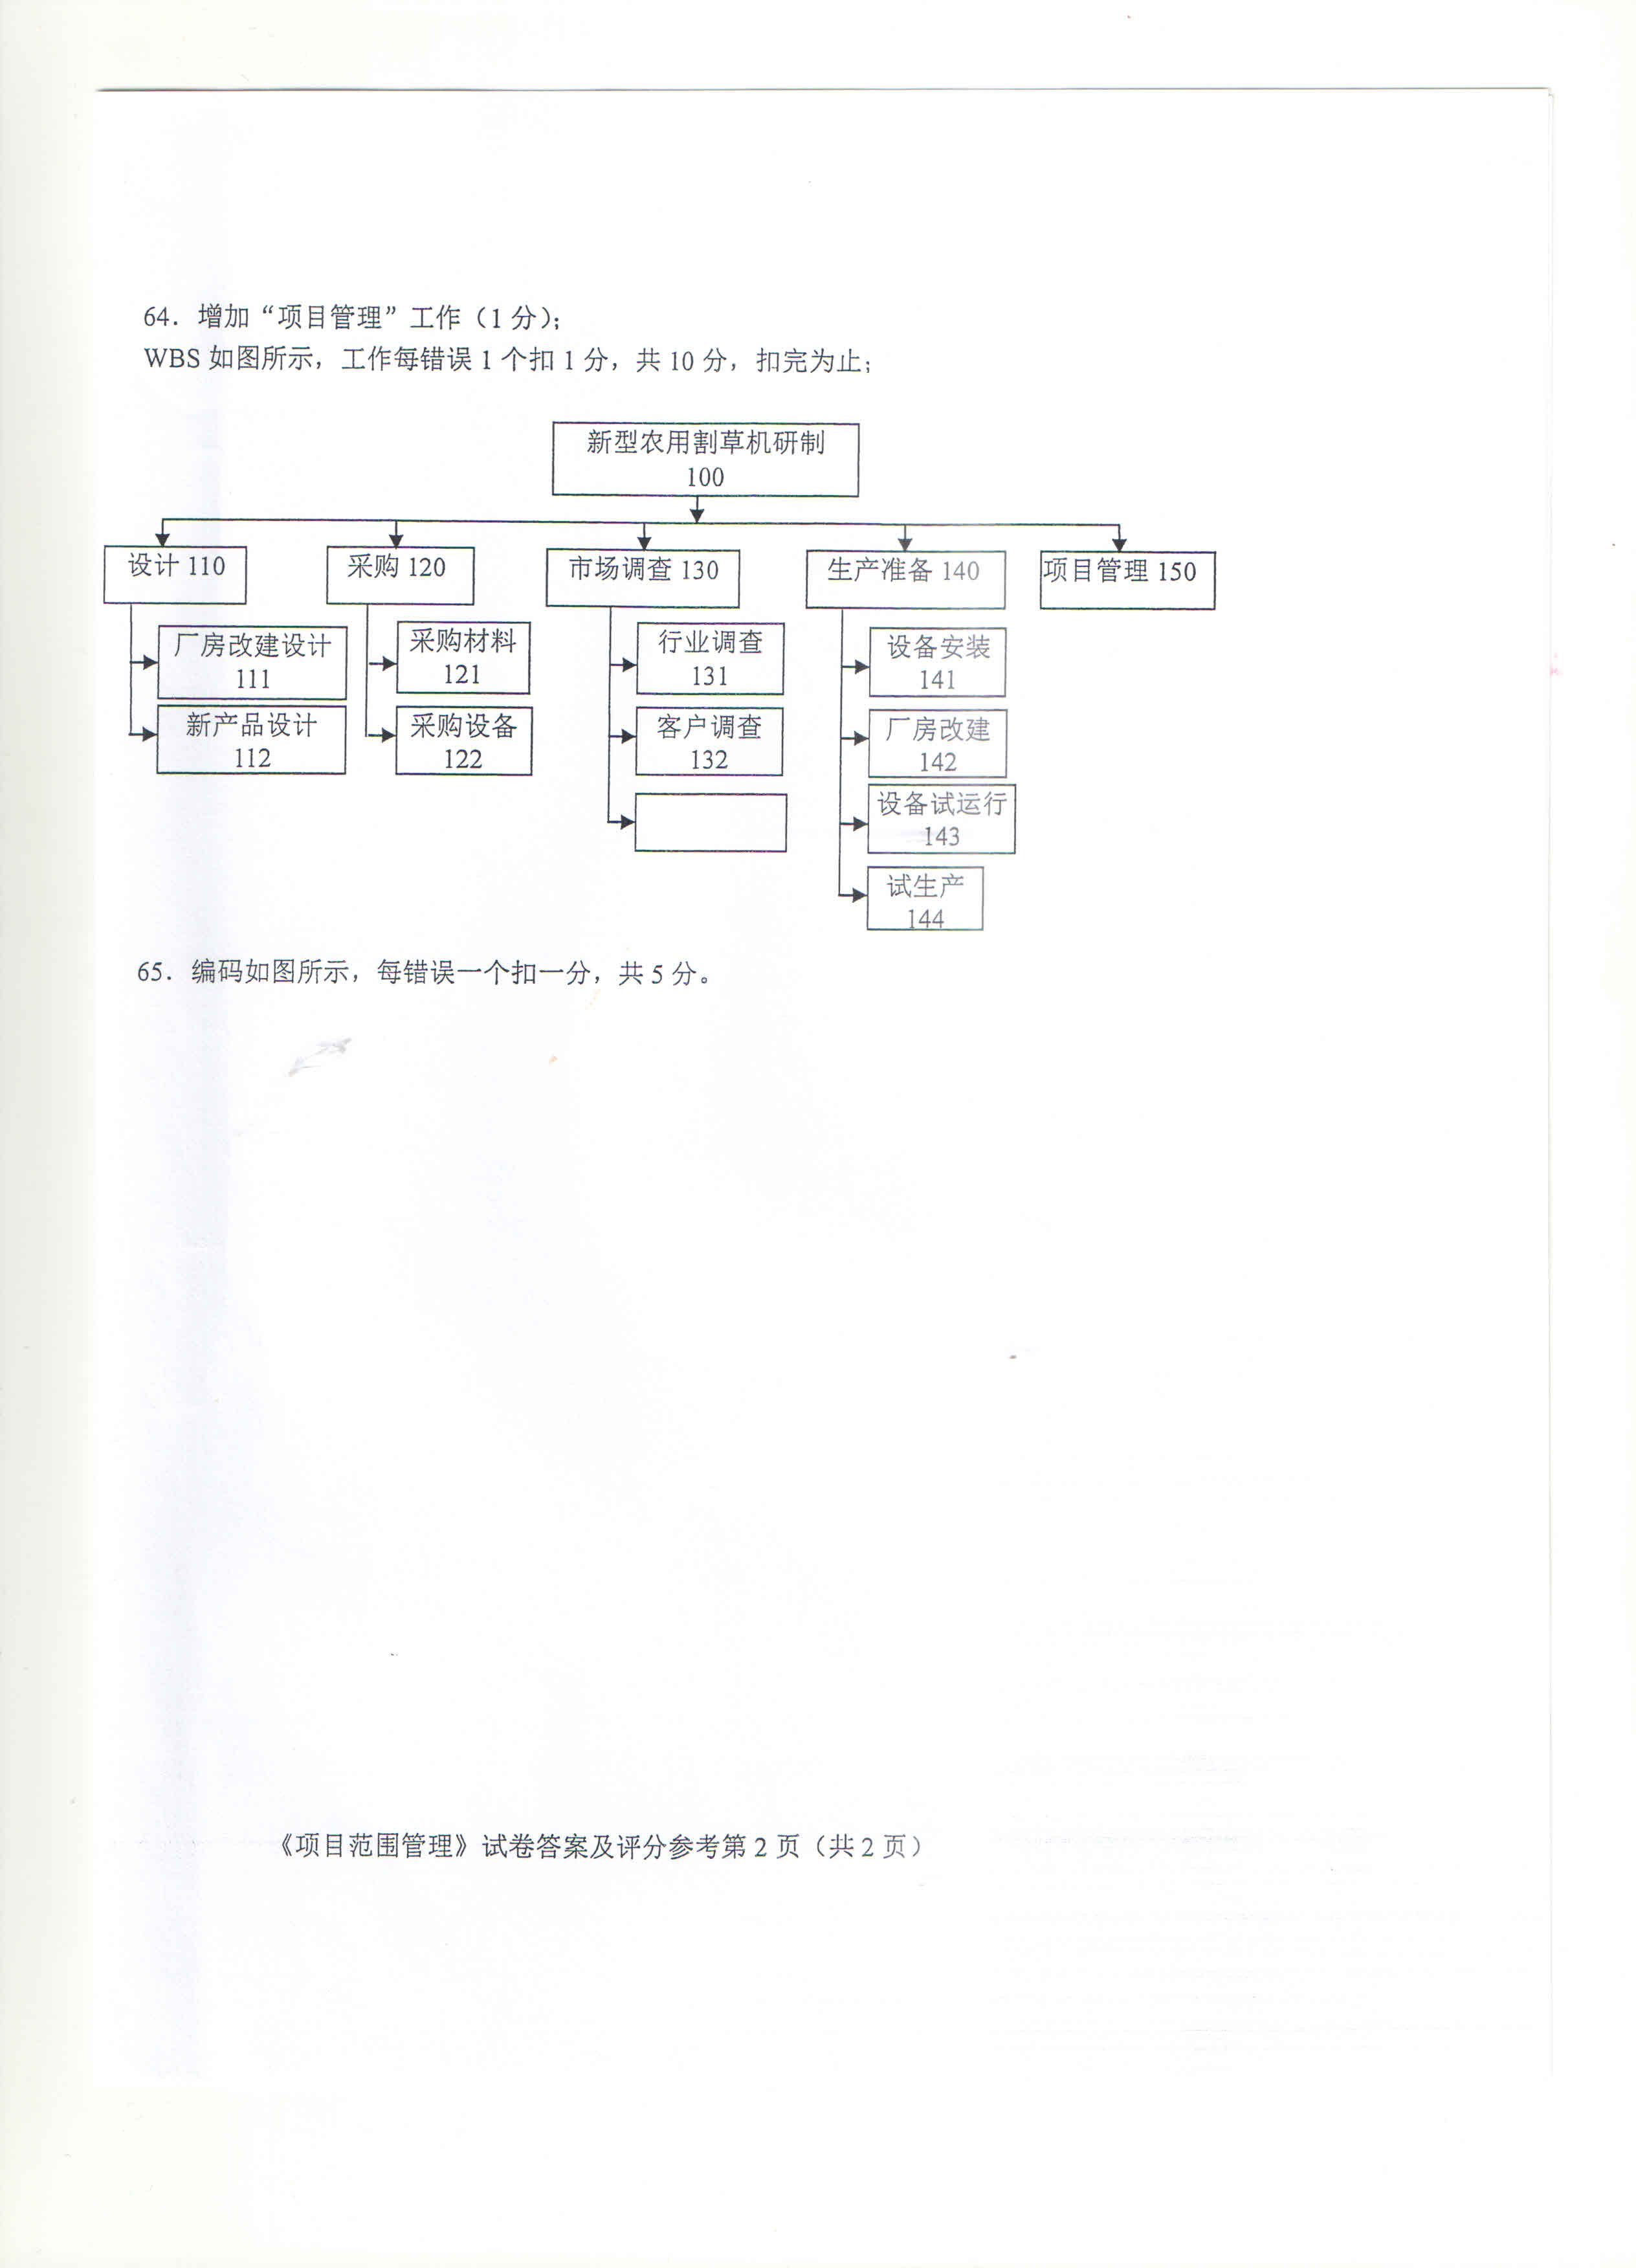 64. 增加“项目管理”工作（1 分）；
WBS 如图所示，工作每错误 1 个扣 1 分，共 10 分，扣完为止；
新型农用割草机研制
100
设计 110
采购 120
市场调查 130
生产准备 140
项目管理 150
厂房改建设计
111
新产品设计
112
采购材料
121
采购设备
122
行业调查
131
客户调查
132
设备安装
141
厂房改建
142
设备试运行
143
试生产
144
65. 编码如图所示，每错误一个扣一分，共 5 分。
《项目范围管理》试卷答案及评分参考第 2 页（共 2 页）